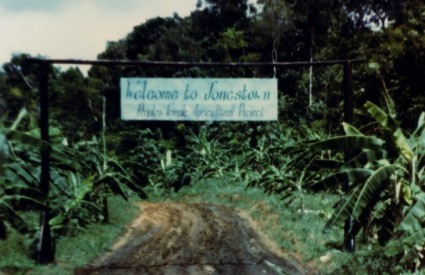 Welcome to Jonestown
Peoples Temple Agricultural Project